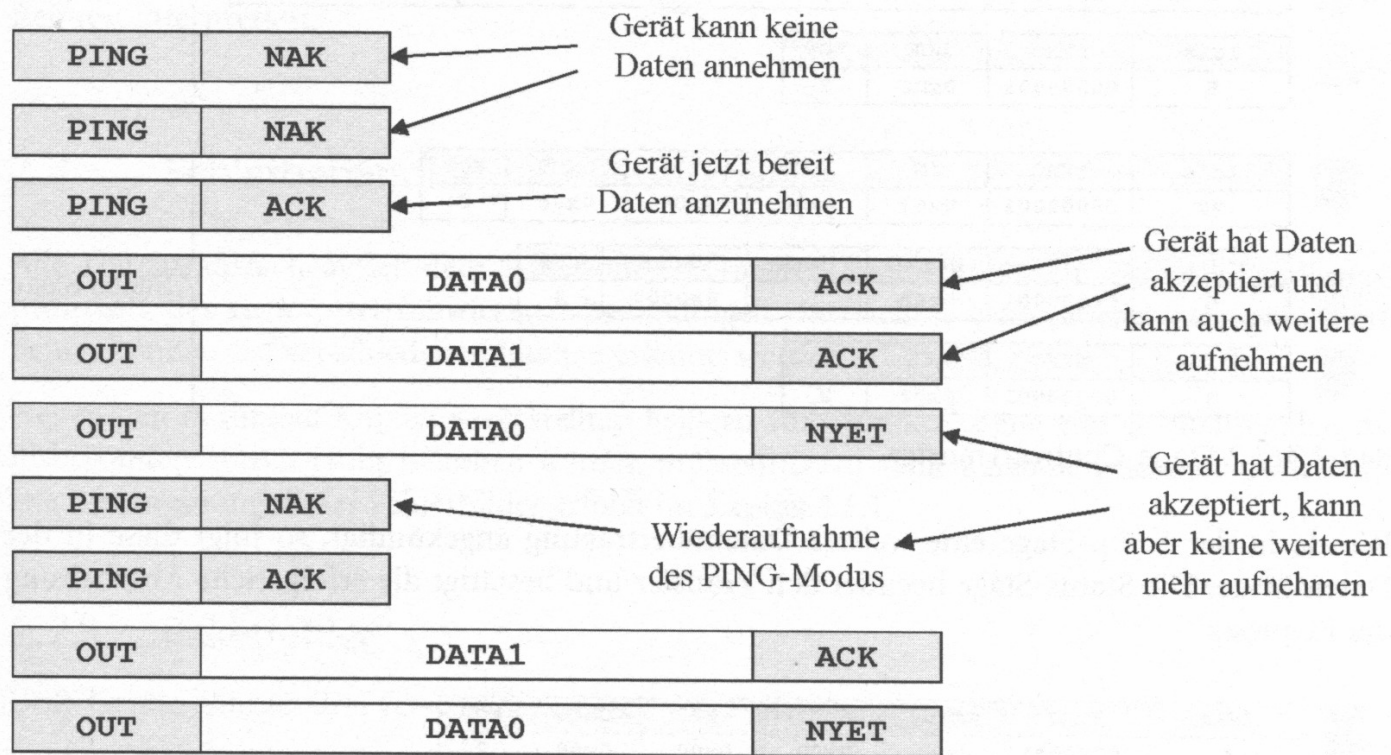 Gerät kann keine
Daten annehmen
PING NAK
PING NAK
Gerät jetzt bereit
Daten anzunehmen
PING ACK
OUT DATA0 ACK
OUT DATA1 ACK
Gerät hat Daten
akzeptiert und
kann auch weitere
aufnehmen
OUT DATA0 NYET
Gerät hat Daten
akzeptiert, kann
aber keine weiteren
mehr aufnehmen
PING NAK
Wiederaufnahme
des PING-Modus
PING ACK
OUT DATA1 ACK
OUT DATA0 NYET